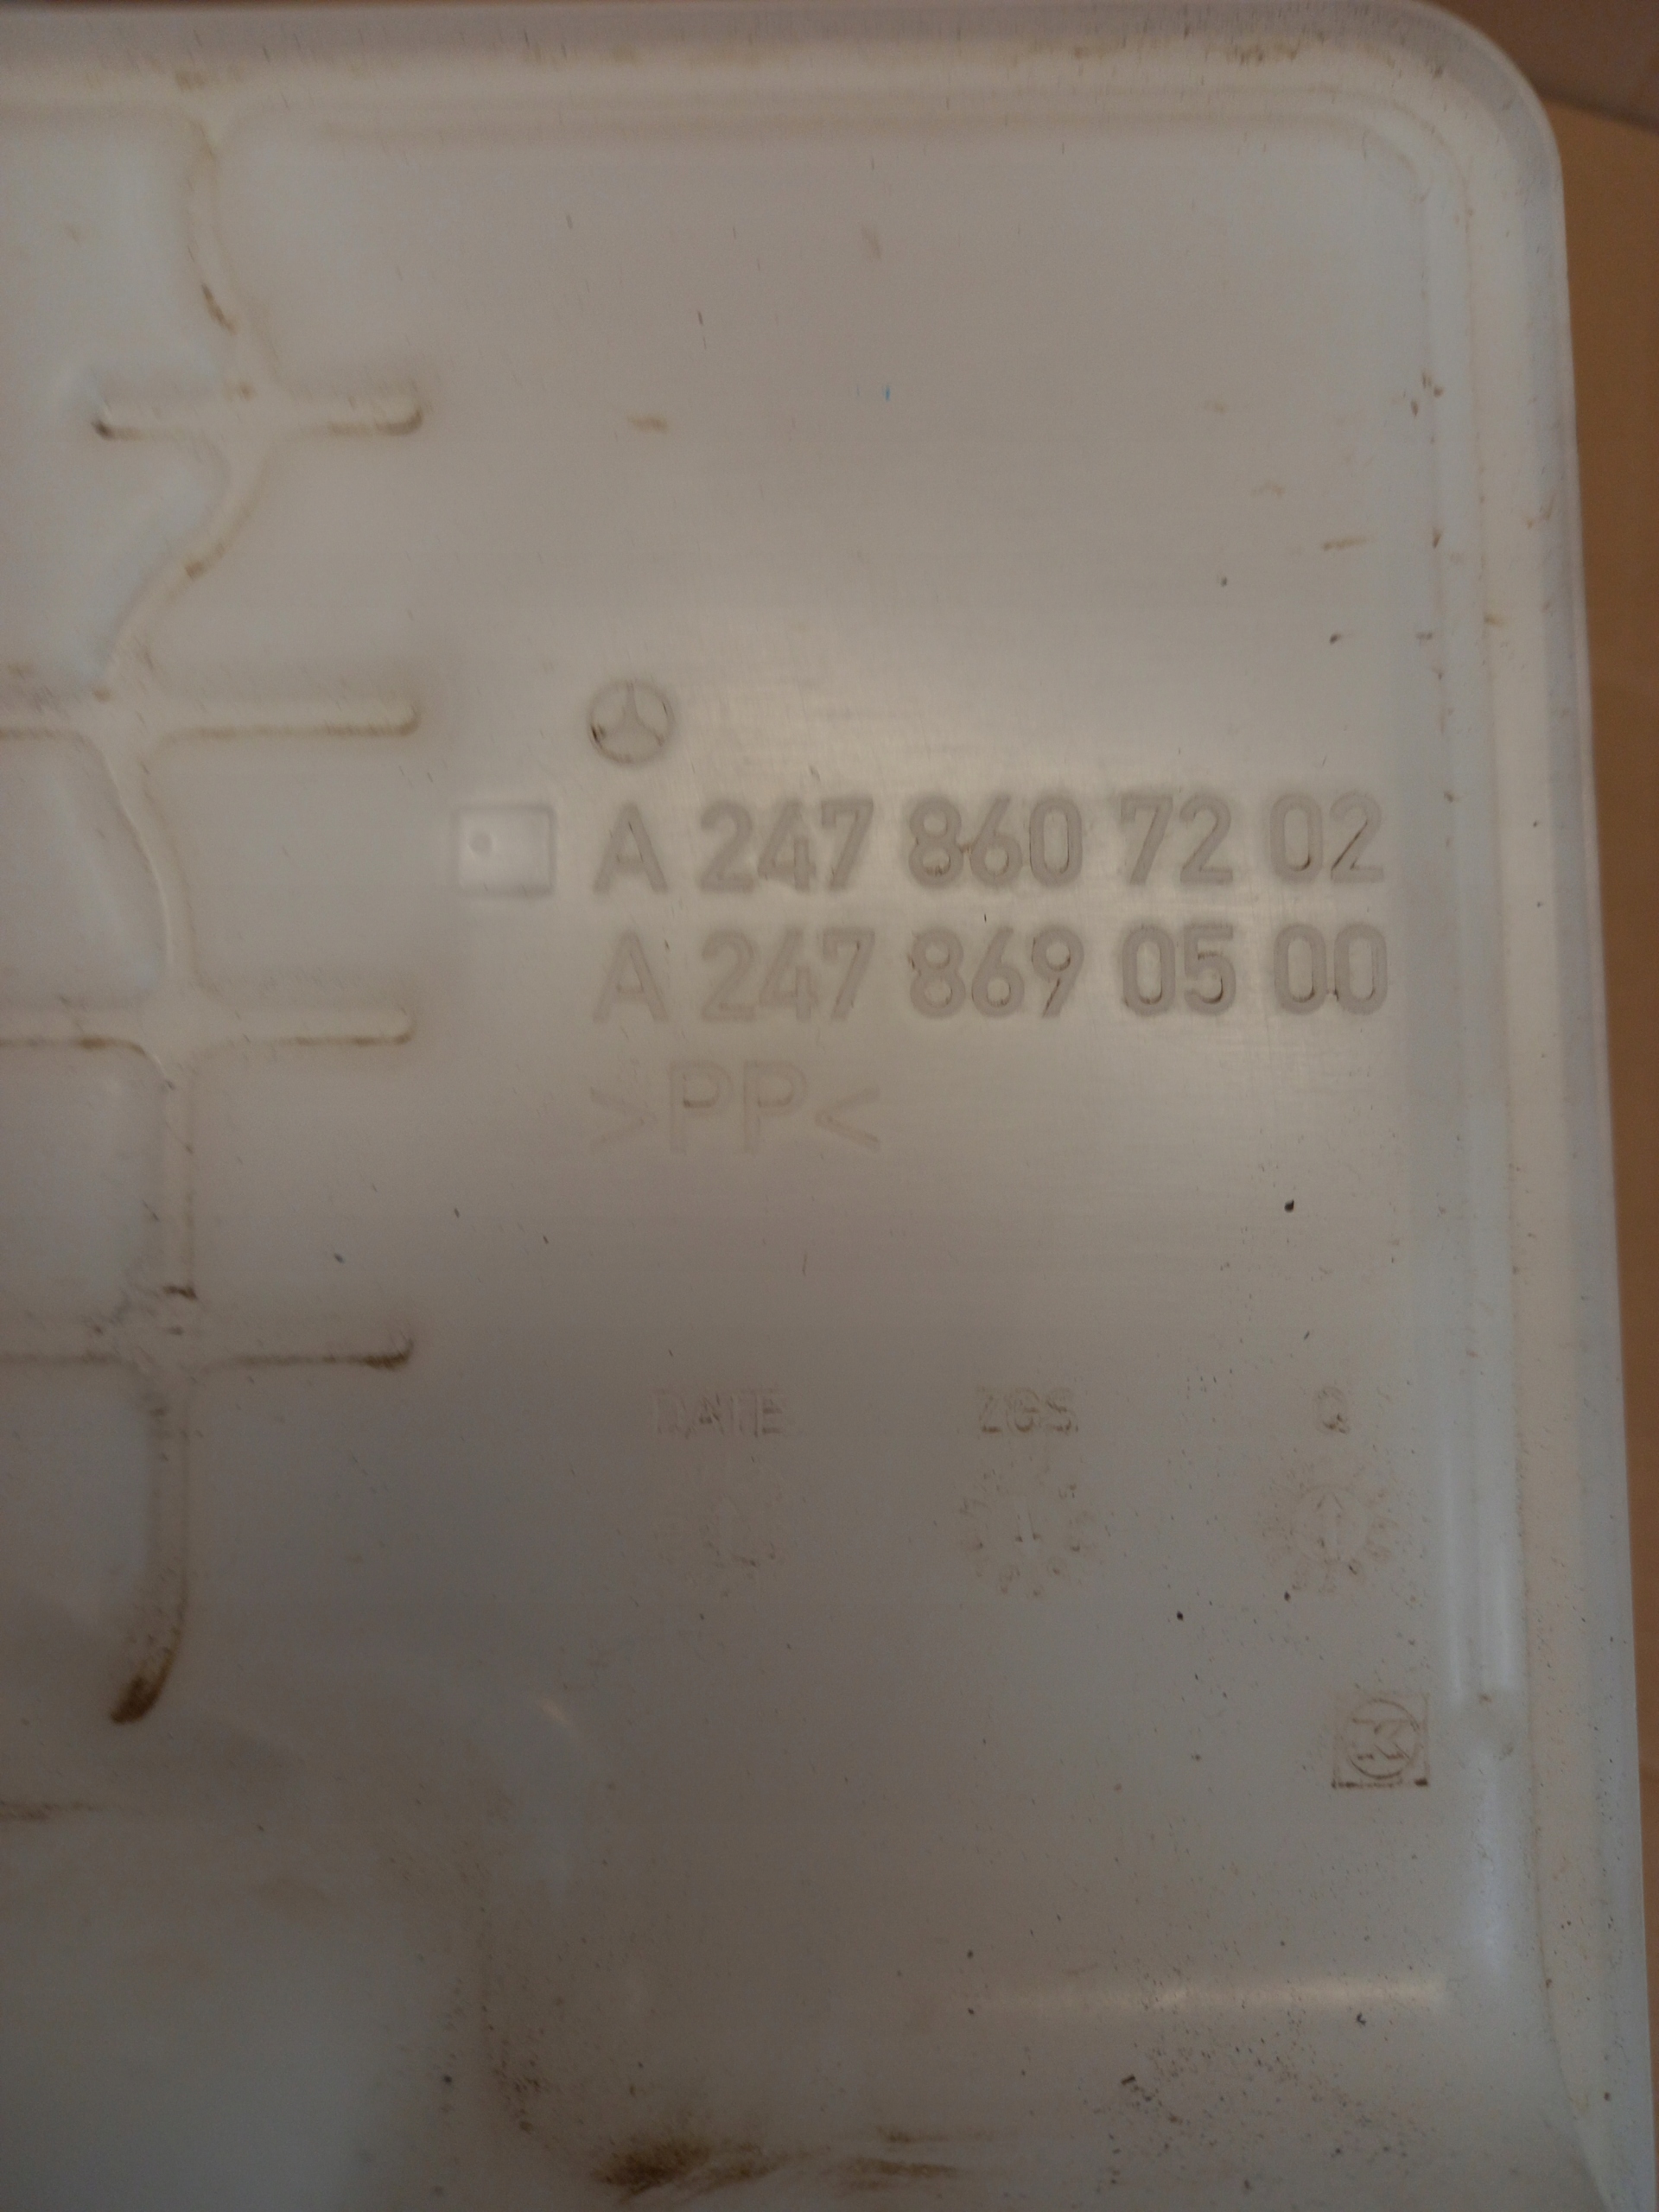 A 247 860 72 02
A 247 869 05 00
>PP<
DATE ZGS